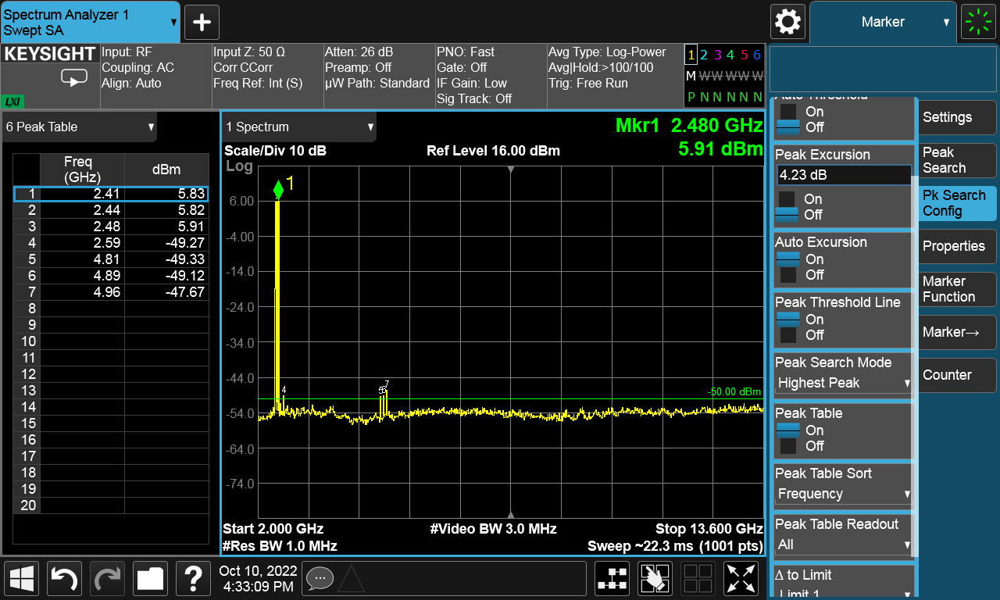 Spectrum Analyzer 1
Swept SA
Marker
KEYSIGHT
LXI
Input: RF
Coupling: AC
Align: Auto
Input Z: 50 Ω
Corr CCorr
Freq Ref: Int (S)
Atten: 26 dB
Preamp: Off
µW Path: Standard
PNO: Fast
Gate: Off
IF Gain: Low
Sig Track: Off
Avg Type: Log-Power
Avg|Hold:>100/100
Trig: Free Run
1 2 3 4 5 6
M W W W W W
P N N N N N
6 Peak Table
Freq (GHz) dBm
1 2.41 5.83
2 2.44 5.82
3 2.48 5.91
4 2.59 -49.27
5 4.81 -49.33
6 4.89 -49.12
7 4.96 -47.67
8
9
10
11
12
13
14
15
16
17
18
19
20
1 Spectrum
Mkr1 2.480 GHz
5.91 dBm
Scale/Div 10 dB
Ref Level 16.00 dBm
Log
1
6.00
-4.00
-14.0
-24.0
-34.0
-44.0
-54.0
-64.0
-74.0
4
5
6
7
-50.00 dBm
Start 2.000 GHz
#Video BW 3.0 MHz
Stop 13.600 GHz
#Res BW 1.0 MHz
Sweep ~22.3 ms (1001 pts)
Auto Threshold
On
Off
Peak Excursion
4.23 dB
On
Off
Auto Excursion
On
Off
Peak Threshold Line
On
Off
Peak Search Mode
Highest Peak
Peak Table
On
Off
Peak Table Sort
Frequency
Peak Table Readout
All
Δ to Limit
Limit 1
Settings
Peak
Search
Pk Search
Config
Properties
Marker
Function
Marker→
Counter
?
Oct 10, 2022
4:33:09 PM